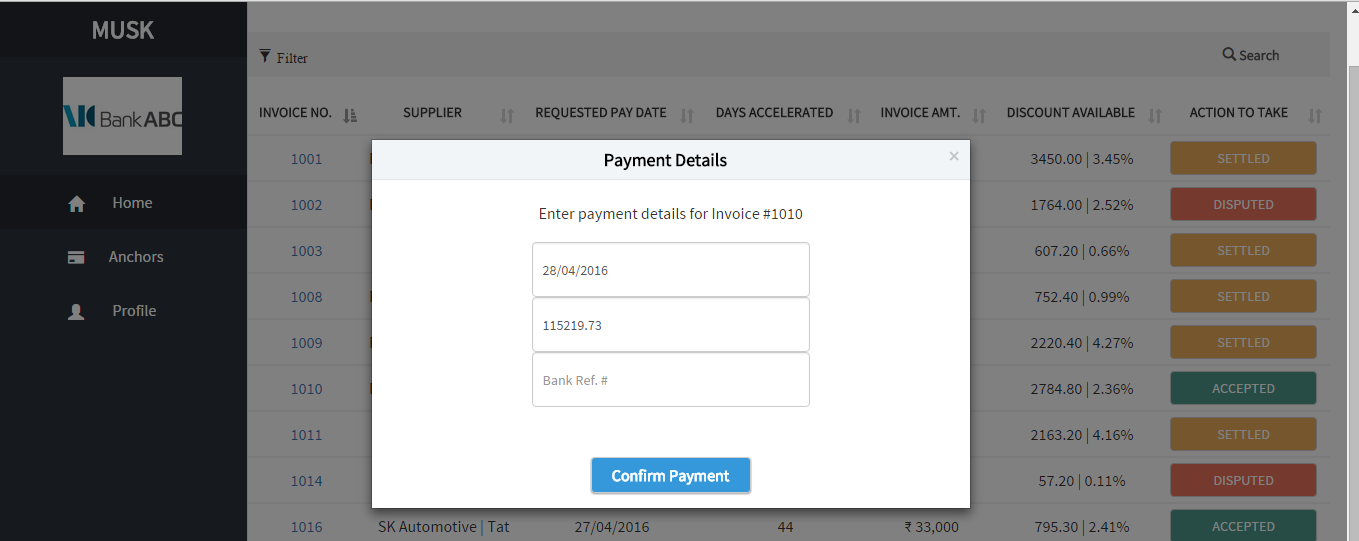 MUSK
BankABC
Home
Anchors
Profile
Filter
Search
INVOICE NO. SUPPLIER REQUESTED PAY DATE DAYS ACCELERATED INVOICE AMT. DISCOUNT AVAILABLE ACTION TO TAKE
1001 3450.00 | 3.45% SETTLED
1002 1764.00 | 2.52% DISPUTED
1003 607.20 | 0.66% SETTLED
1008 752.40 | 0.99% SETTLED
1009 2220.40 | 4.27% SETTLED
1010 2784.80 | 2.36% ACCEPTED
1011 2163.20 | 4.16% SETTLED
1014 57.20 | 0.11% DISPUTED
1016 SK Automotive | Tat 27/04/2016 44 ₹ 33,000 795.30 | 2.41% ACCEPTED
Payment Details ×
Enter payment details for Invoice #1010
28/04/2016
115219.73
Bank Ref. #
Confirm Payment